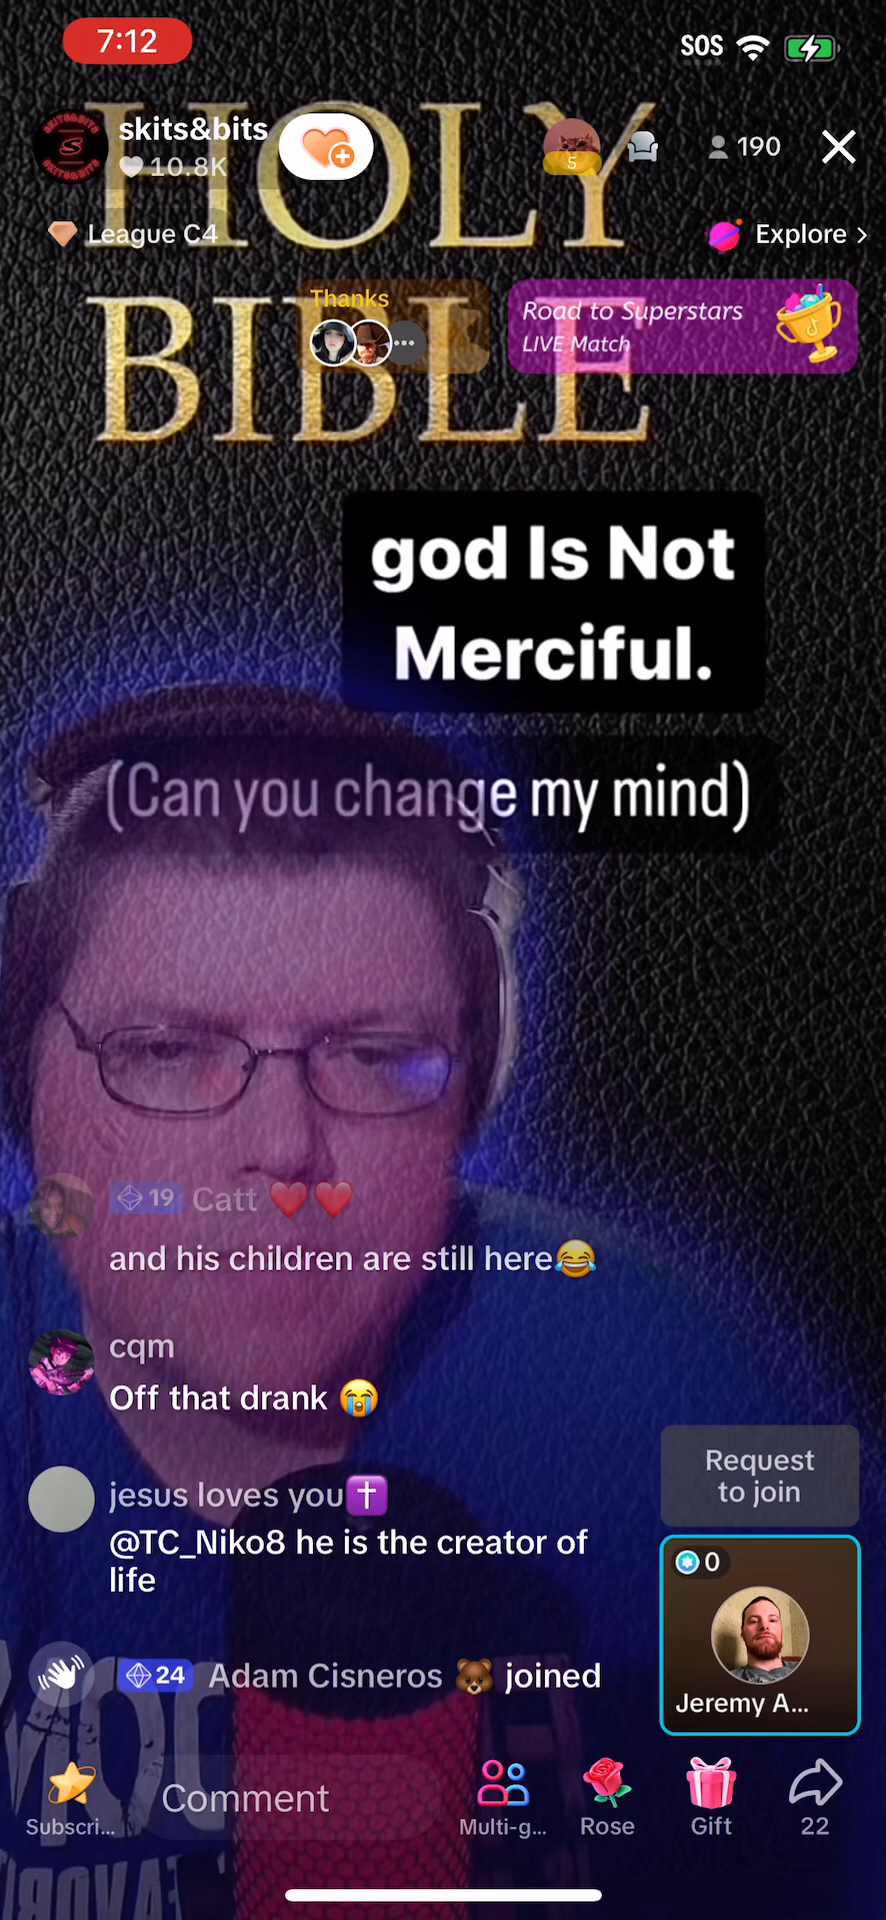 7:12
SOS
HOLY
BIBLE
skits&bits
10.8K
5
190
League C4
Explore >
Thanks
Road to Superstars
LIVE Match
god Is Not
Merciful.
(Can you change my mind)
19 Catt ❤️❤️
and his children are still here😂
cqm
Off that drank 😭
jesus loves you✝️
@TC_Niko8 he is the creator of
life
24 Adam Cisneros 🐻 joined
Request
to join
0
Jeremy A...
Comment
Subscri...
Multi-g...
Rose
Gift
22